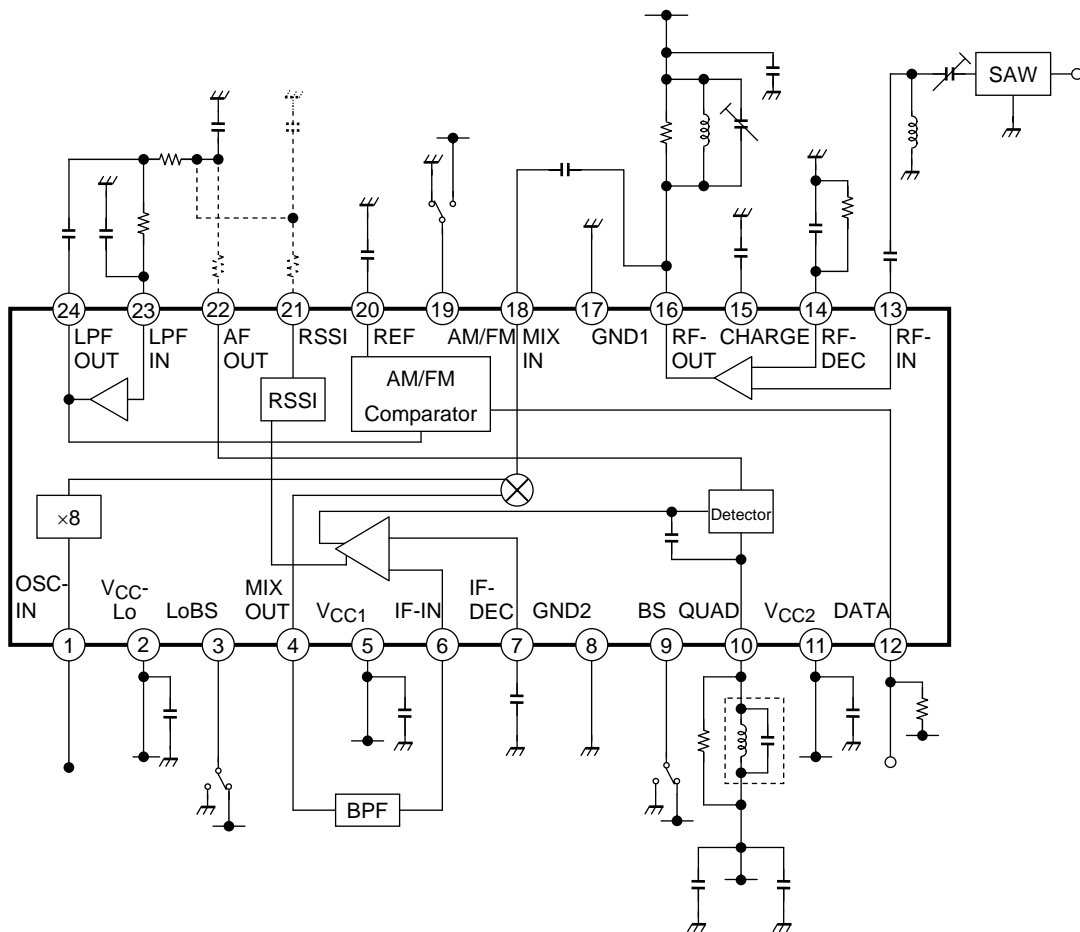 SAW
24 23 22 21 20 19 18 17 16 15 14 13
LPF OUT
LPF IN
AF OUT
RSSI
REF
AM/FM
MIX IN
GND1
RF-OUT
CHARGE
RF-DEC
RF-IN
RSSI
AM/FM
Comparator
×8
Detector
OSC-IN
VCC-Lo
LoBS
MIX OUT
VCC1
IF-IN
IF-DEC
GND2
BS
QUAD
VCC2
DATA
1 2 3 4 5 6 7 8 9 10 11 12
BPF